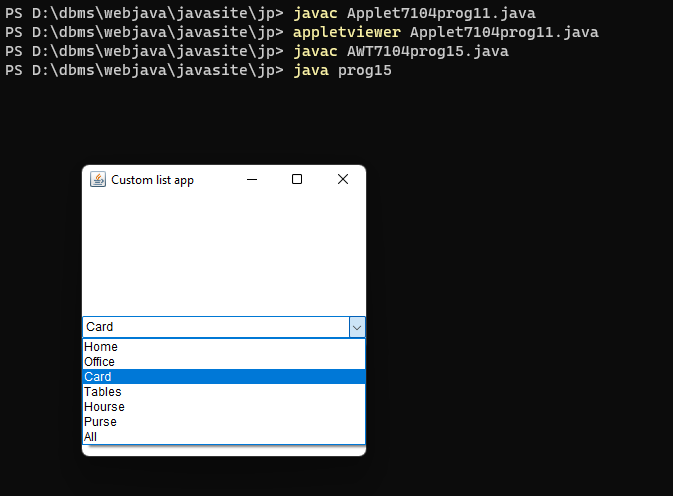 PS D:\dbms\webjava\javasite\jp> javac Applet7104prog11.java
PS D:\dbms\webjava\javasite\jp> appletviewer Applet7104prog11.java
PS D:\dbms\webjava\javasite\jp> javac AWT7104prog15.java
PS D:\dbms\webjava\javasite\jp> java prog15
Custom list app
Card
Home
Office
Card
Tables
Hourse
Purse
All